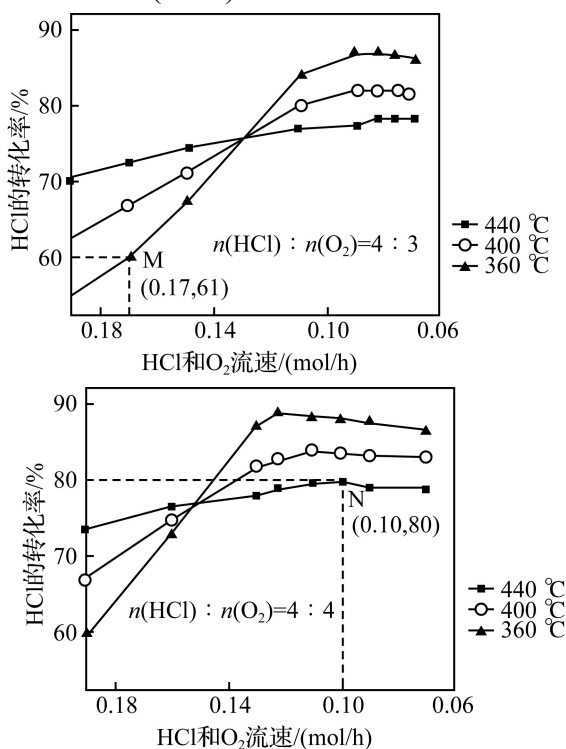 90
80
70
60
HCl的转化率/%
M
(0.17,61)
n(HCl)∶n(O₂)=4∶3
440 ℃
400 ℃
360 ℃
0.18 0.14 0.10 0.06
HCl和O₂流速/(mol/h)
90
80
70
60
HCl的转化率/%
N
(0.10,80)
n(HCl)∶n(O₂)=4∶4
440 ℃
400 ℃
360 ℃
0.18 0.14 0.10 0.06
HCl和O₂流速/(mol/h)